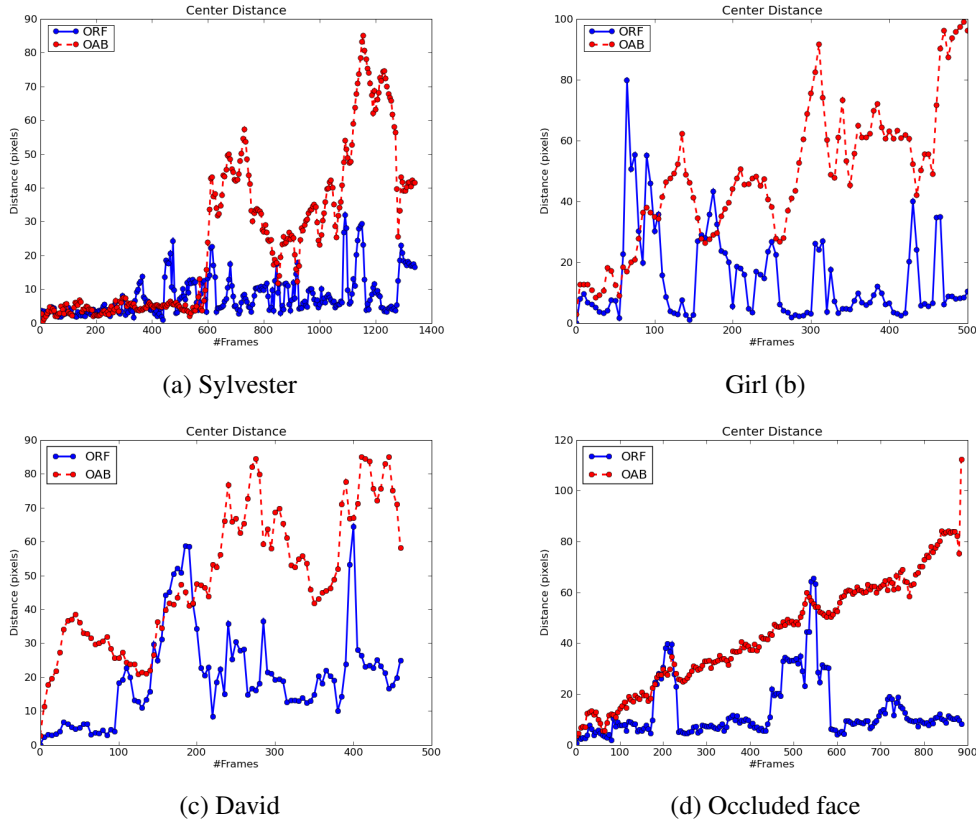 Center Distance
ORF
OAB
Distance (pixels)
90
80
70
60
50
40
30
20
10
0
0 200 400 600 800 1000 1200 1400
#Frames
(a) Sylvester
Center Distance
ORF
OAB
Distance (pixels)
100
80
60
40
20
0
0 100 200 300 400 500
#Frames
Girl (b)
Center Distance
ORF
OAB
Distance (pixels)
90
80
70
60
50
40
30
20
10
0
0 100 200 300 400 500
#Frames
(c) David
Center Distance
ORF
OAB
Distance (pixels)
120
100
80
60
40
20
0
0 100 200 300 400 500 600 700 800 900
#Frames
(d) Occluded face